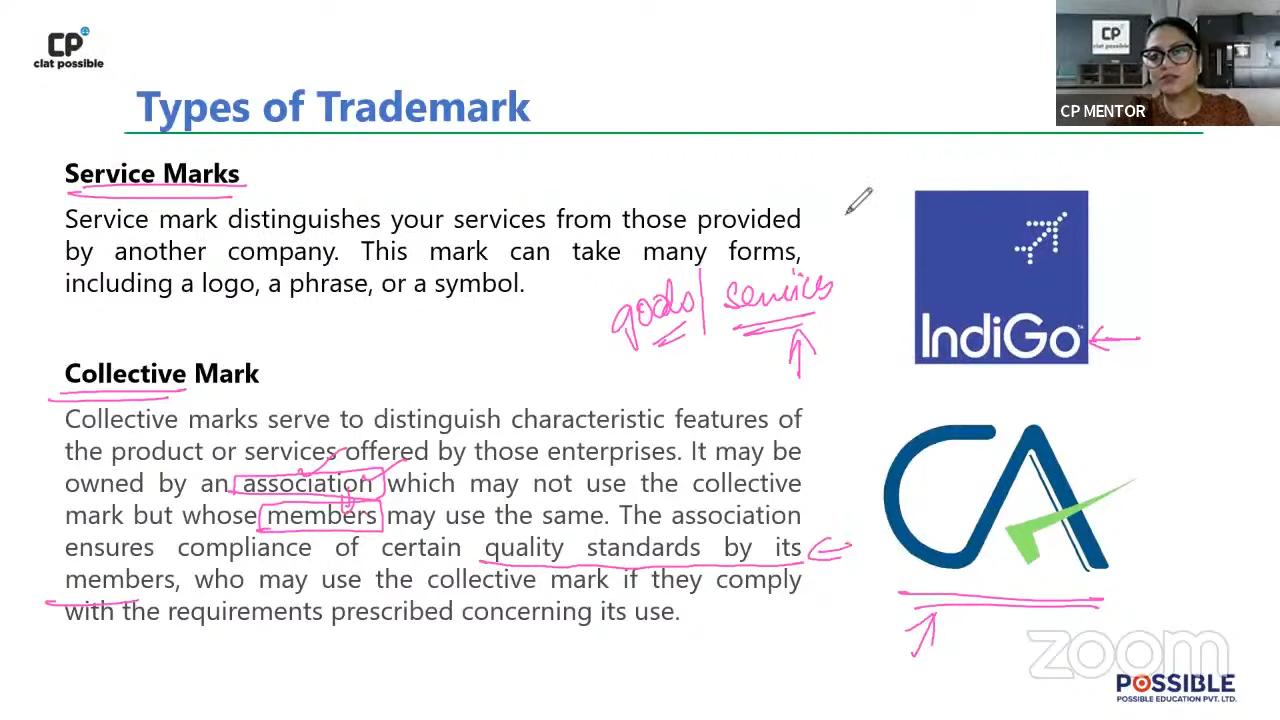 CP
clat possible
CP
clat possible
CP MENTOR
Types of Trademark
Service Marks
Service mark distinguishes your services from those provided
by another company. This mark can take many forms,
including a logo, a phrase, or a symbol.
goods| services
IndiGo
Collective Mark
Collective marks serve to distinguish characteristic features of
the product or services offered by those enterprises. It may be
owned by an association which may not use the collective
mark but whose members may use the same. The association
ensures compliance of certain quality standards by its
members, who may use the collective mark if they comply
with the requirements prescribed concerning its use.
CA
zoom
POSSIBLE
POSSIBLE EDUCATION PVT. LTD.